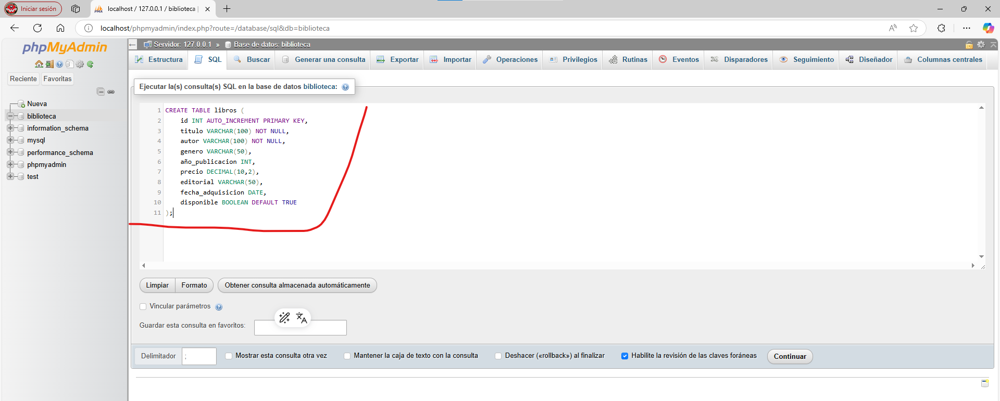 Iniciar sesión
localhost / 127.0.0.1 / biblioteca |
localhost/phpmyadmin/index.php?route=/database/sql&db=biblioteca
phpMyAdmin
Reciente Favoritas
Nueva
biblioteca
information_schema
mysql
performance_schema
phpmyadmin
test
Servidor: 127.0.0.1 » Base de datos: biblioteca
Estructura SQL Buscar Generar una consulta Exportar Importar Operaciones Privilegios Rutinas Eventos Disparadores Seguimiento Diseñador Columnas centrales
Ejecutar la(s) consulta(s) SQL en la base de datos biblioteca:
1 CREATE TABLE libros (
2 id INT AUTO_INCREMENT PRIMARY KEY,
3 titulo VARCHAR(100) NOT NULL,
4 autor VARCHAR(100) NOT NULL,
5 genero VARCHAR(50),
6 año_publicacion INT,
7 precio DECIMAL(10,2),
8 editorial VARCHAR(50),
9 fecha_adquisicion DATE,
10 disponible BOOLEAN DEFAULT TRUE
11 );
Limpiar Formato Obtener consulta almacenada automáticamente
Vincular parámetros
Guardar esta consulta en favoritos:
Delimitador ; Mostrar esta consulta otra vez Mantener la caja de texto con la consulta Deshacer («rollback») al finalizar Habilite la revisión de las claves foráneas Continuar